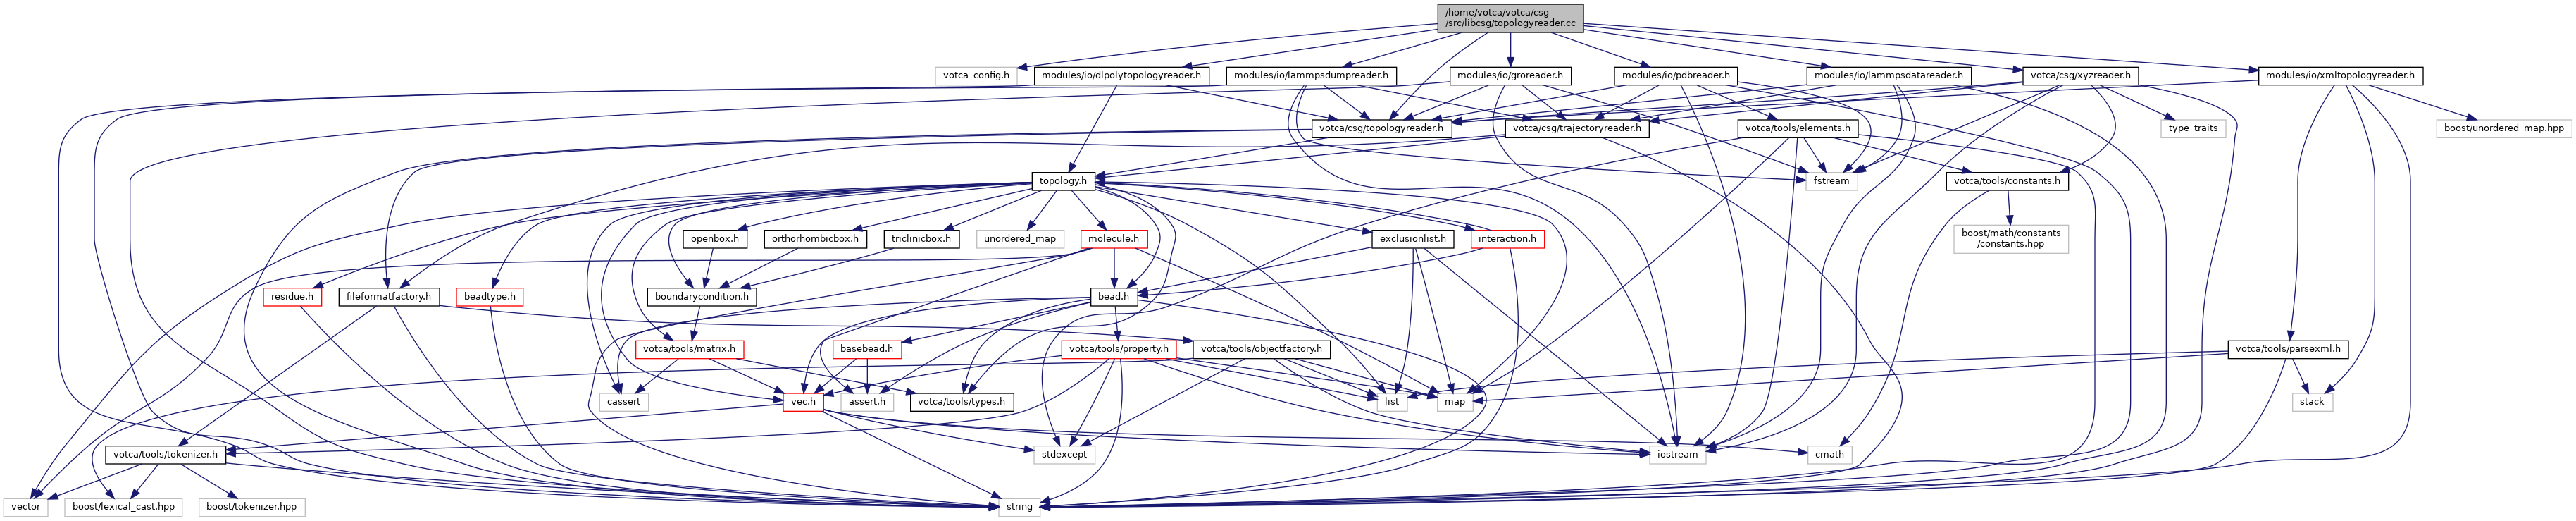 /home/votca/votca/csg
/src/libcsg/topologyreader.cc
votca_config.h
modules/io/dlpolytopologyreader.h
modules/io/lammpsdumpreader.h
modules/io/groreader.h
modules/io/pdbreader.h
modules/io/lammpsdatareader.h
votca/csg/xyzreader.h
modules/io/xmltopologyreader.h
votca/csg/topologyreader.h
votca/csg/trajectoryreader.h
votca/tools/elements.h
type_traits
boost/unordered_map.hpp
topology.h
fstream
votca/tools/constants.h
openbox.h
orthorhombicbox.h
triclinicbox.h
unordered_map
molecule.h
exclusionlist.h
interaction.h
boost/math/constants
/constants.hpp
residue.h
fileformatfactory.h
beadtype.h
boundarycondition.h
bead.h
votca/tools/matrix.h
basebead.h
votca/tools/property.h
votca/tools/objectfactory.h
votca/tools/parsexml.h
cassert
vec.h
assert.h
votca/tools/types.h
list
map
stack
votca/tools/tokenizer.h
stdexcept
iostream
cmath
vector
boost/lexical_cast.hpp
boost/tokenizer.hpp
string